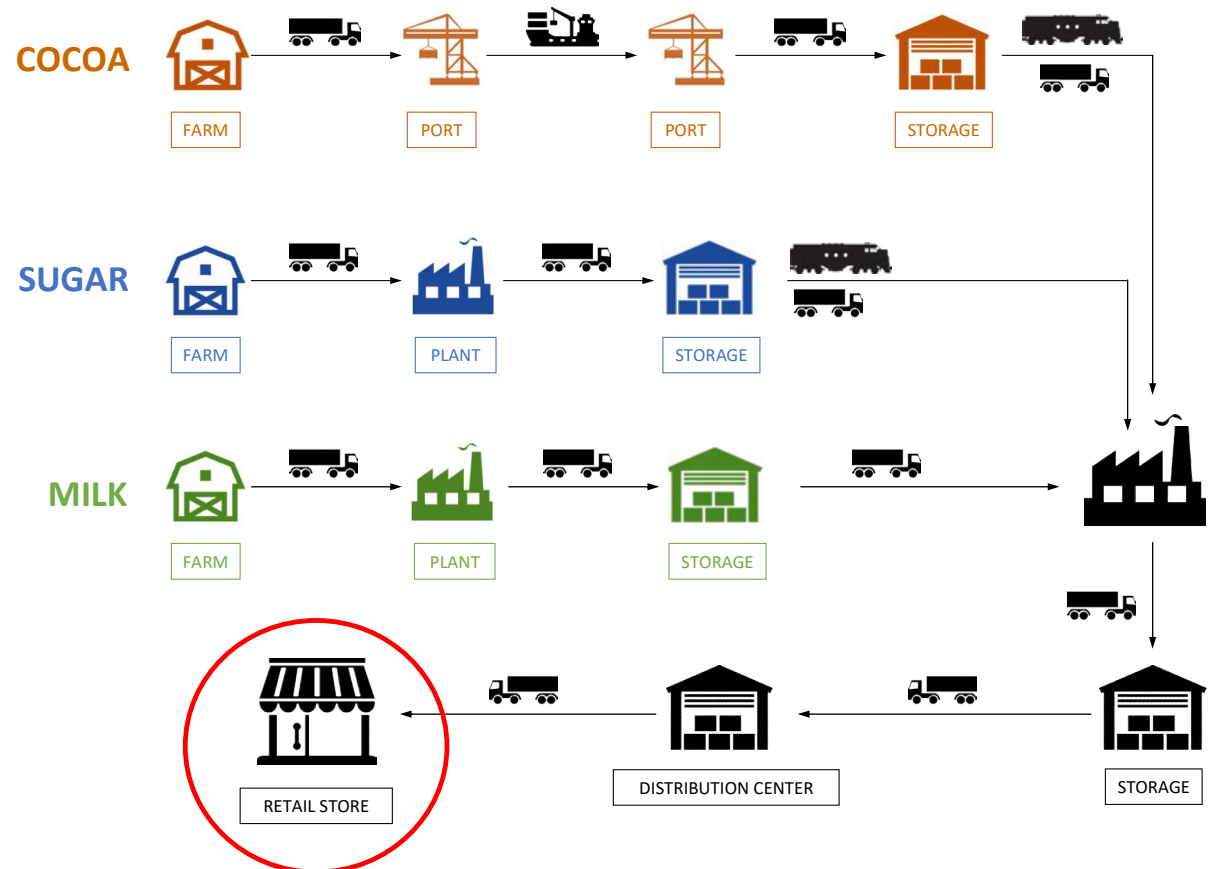 COCOA
FARM
PORT
PORT
STORAGE
SUGAR
FARM
PLANT
STORAGE
MILK
FARM
PLANT
STORAGE
RETAIL STORE
DISTRIBUTION CENTER
STORAGE